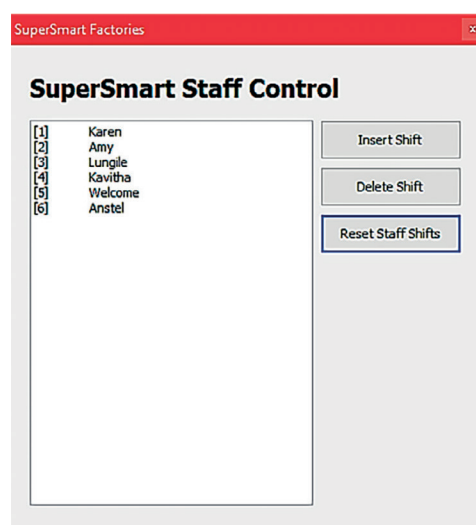 SuperSmart Factories
SuperSmart Staff Control
[1] Karen
[2] Amy
[3] Lungile
[4] Kavitha
[5] Welcome
[6] Anstel
Insert Shift
Delete Shift
Reset Staff Shifts